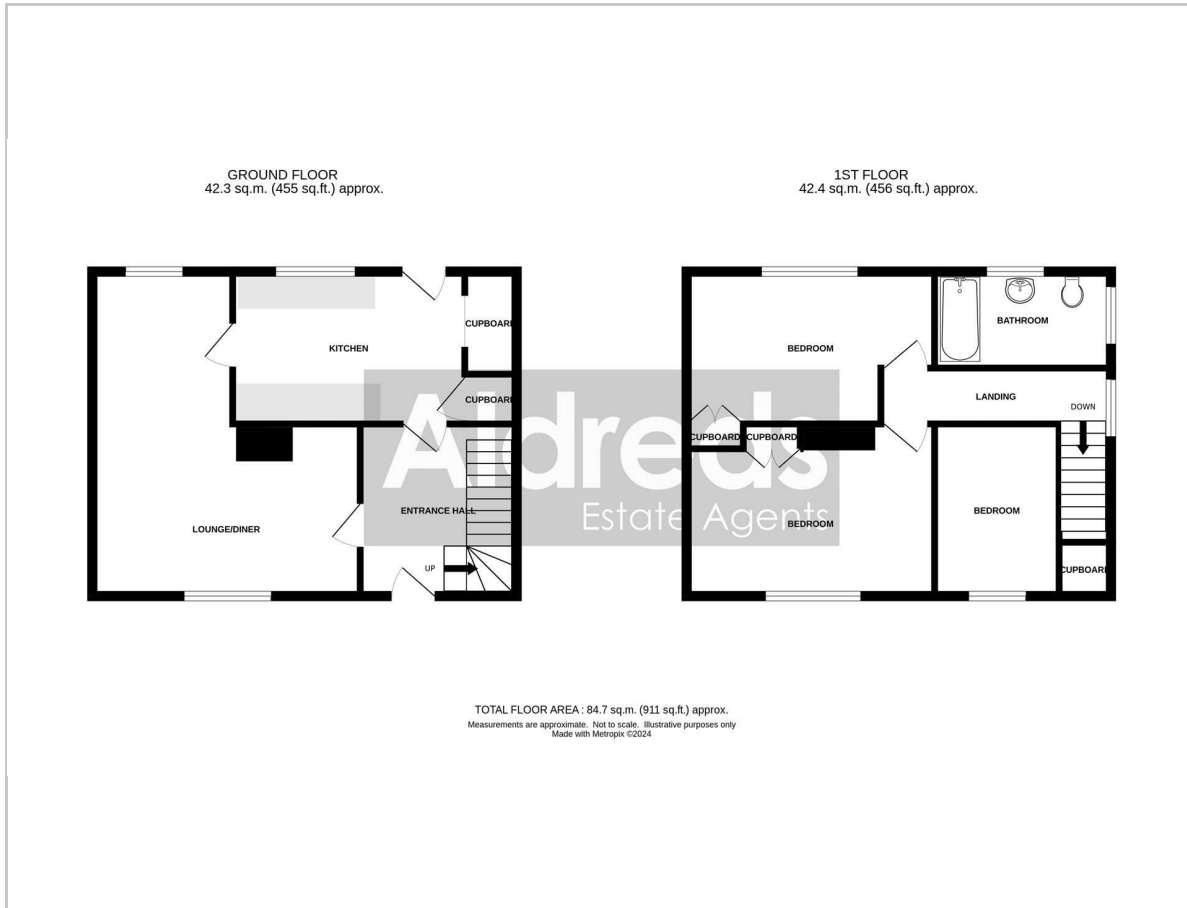 GROUND FLOOR
42.3 sq.m. (455 sq.ft.) approx.
1ST FLOOR
42.4 sq.m. (456 sq.ft.) approx.
CUPBOARD
KITCHEN
CUPBOARD
ENTRANCE HALL
LOUNGE/DINER
UP
BATHROOM
BEDROOM
LANDING
DOWN
CUPBOARD
CUPBOARD
BEDROOM
BEDROOM
CUPBOARD
Aldreds
Estate Agents
TOTAL FLOOR AREA : 84.7 sq.m. (911 sq.ft.) approx.
Measurements are approximate. Not to scale. Illustrative purposes only
Made with Metropix ©2024